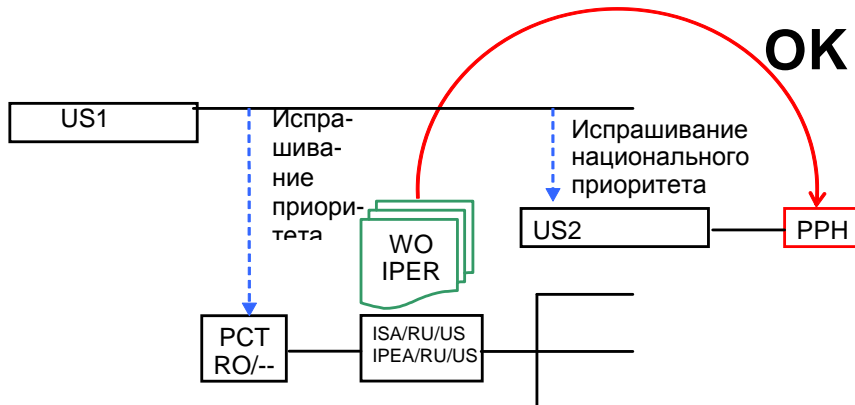 OK
US1
Испра-
шива-
ние
приори-
тета
Испрашивание
национального
приоритета
WO
IPER
US2
PPH
PCT
RO/--
ISA/RU/US
IPEA/RU/US